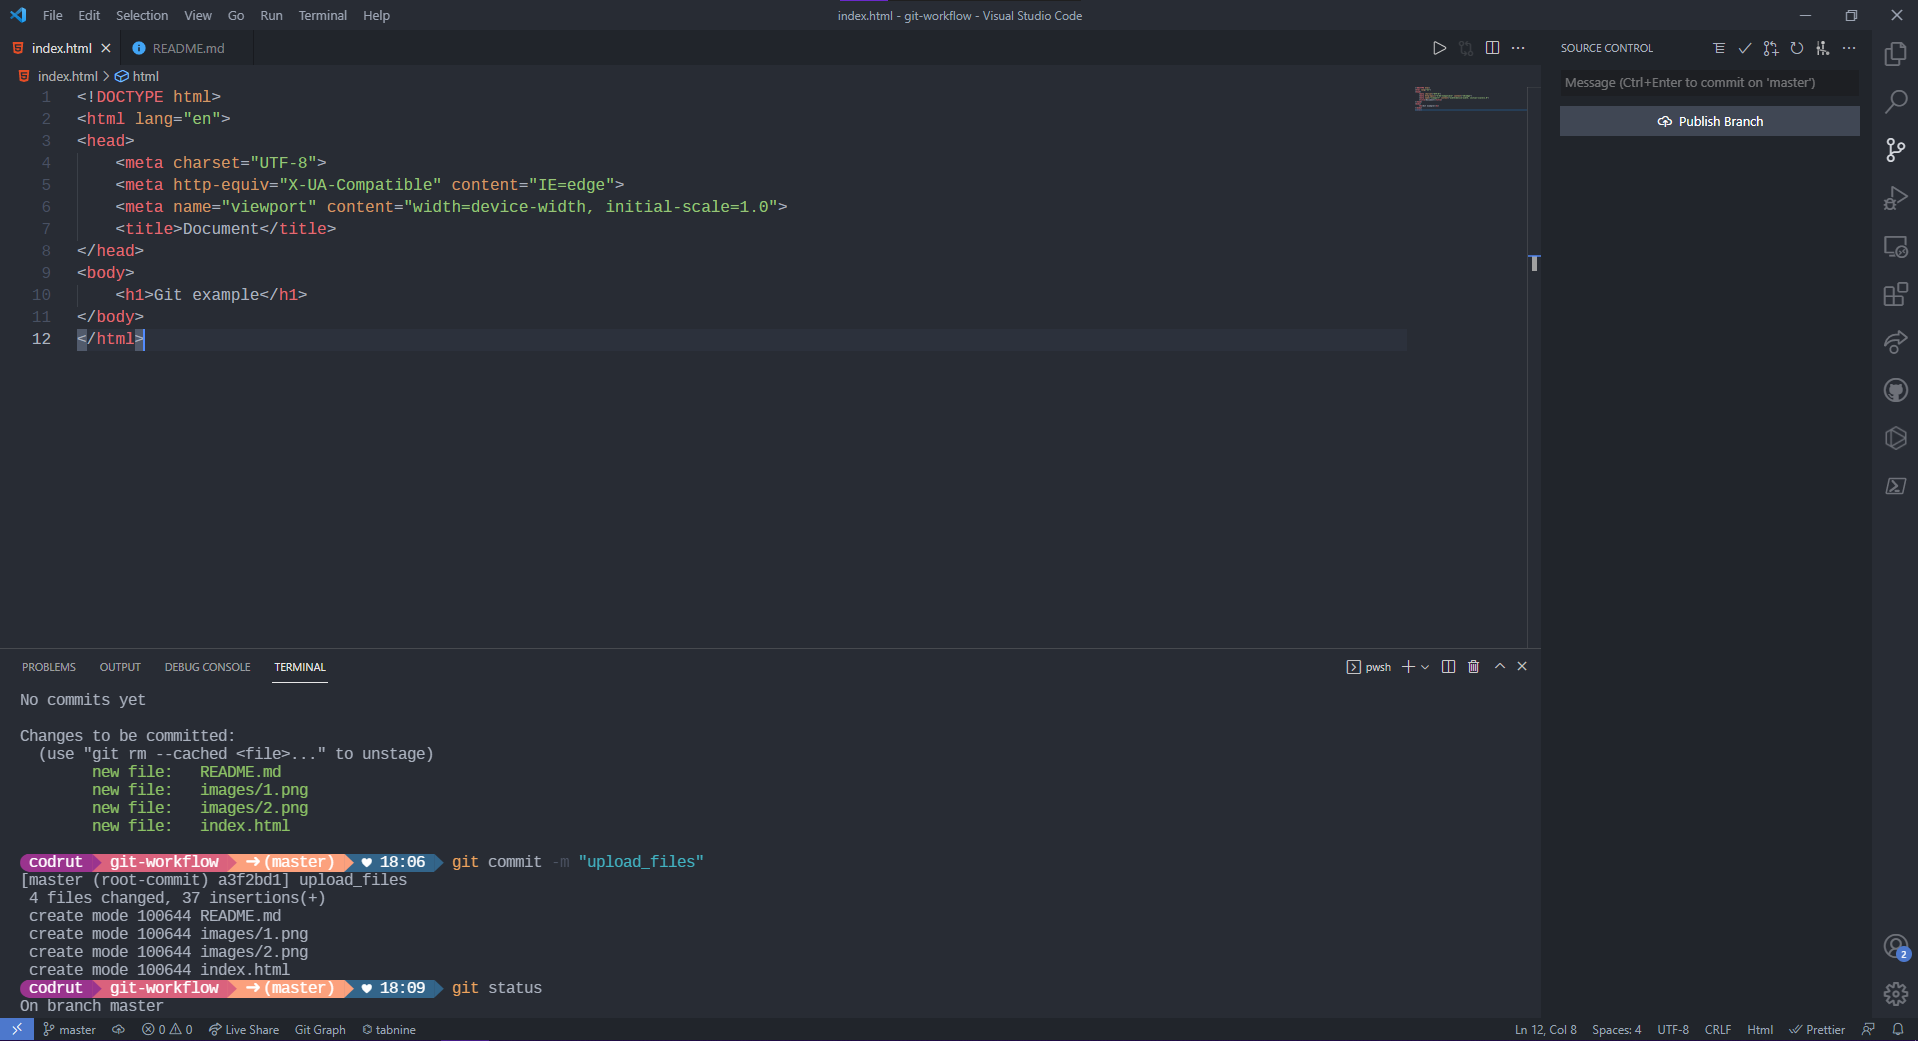 File Edit Selection View Go Run Terminal Help
index.html - git-workflow - Visual Studio Code
index.html README.md
SOURCE CONTROL
index.html > html
Message (Ctrl+Enter to commit on 'master')
Publish Branch
1 <!DOCTYPE html>
2 <html lang="en">
3 <head>
4 <meta charset="UTF-8">
5 <meta http-equiv="X-UA-Compatible" content="IE=edge">
6 <meta name="viewport" content="width=device-width, initial-scale=1.0">
7 <title>Document</title>
8 </head>
9 <body>
10 <h1>Git example</h1>
11 </body>
12 </html>
PROBLEMS OUTPUT DEBUG CONSOLE TERMINAL
pwsh
No commits yet
Changes to be committed:
(use "git rm --cached <file>..." to unstage)
new file: README.md
new file: images/1.png
new file: images/2.png
new file: index.html
codrut git-workflow ➜ (master) ♥ 18:06 git commit -m "upload_files"
[master (root-commit) a3f2bd1] upload_files
4 files changed, 37 insertions(+)
create mode 100644 README.md
create mode 100644 images/1.png
create mode 100644 images/2.png
create mode 100644 index.html
codrut git-workflow ➜ (master) ♥ 18:09 git status
On branch master
2
master 0 0 Live Share Git Graph tabnine
Ln 12, Col 8 Spaces: 4 UTF-8 CRLF Html Prettier